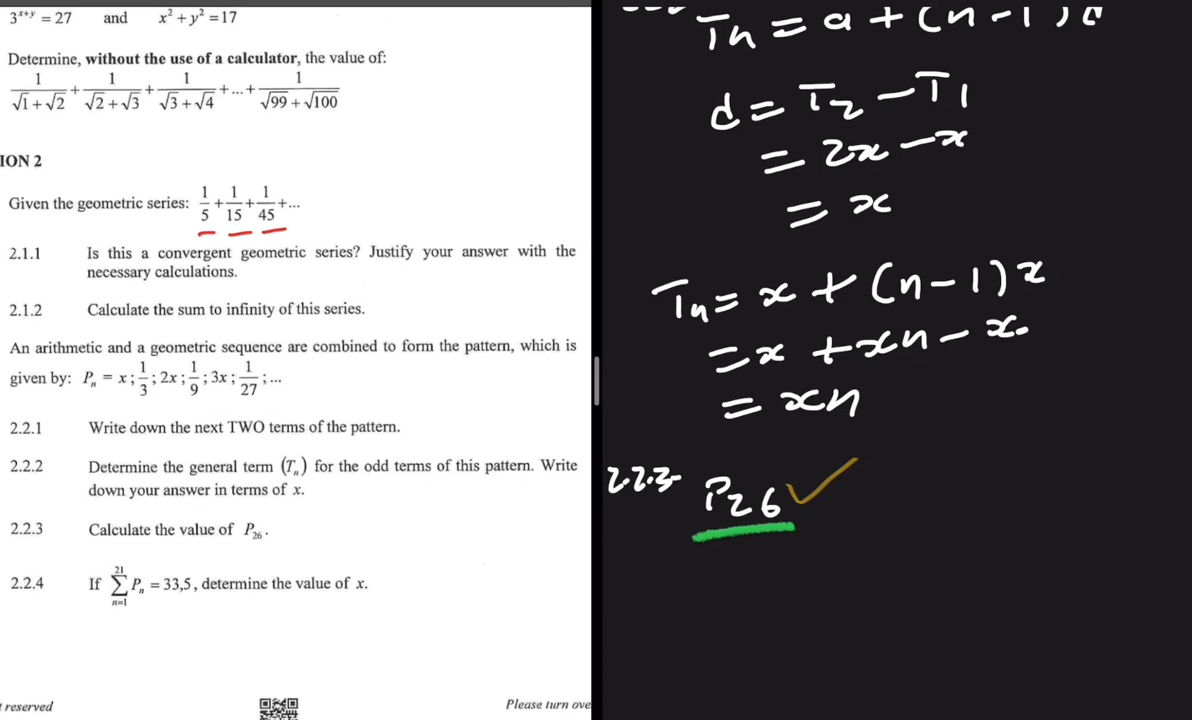 3^{x+y} = 27 and x² + y² = 17
Determine, without the use of a calculator, the value of:
1/(√1+√2) + 1/(√2+√3) + 1/(√3+√4) + ... + 1/(√99+√100)
ION 2
Given the geometric series: 1/5 + 1/15 + 1/45 + ...
2.1.1 Is this a convergent geometric series? Justify your answer with the
necessary calculations.
2.1.2 Calculate the sum to infinity of this series.
An arithmetic and a geometric sequence are combined to form the pattern, which is
given by: P_n = x ; 1/3 ; 2x ; 1/9 ; 3x ; 1/27 ; ...
2.2.1 Write down the next TWO terms of the pattern.
2.2.2 Determine the general term (T_n) for the odd terms of this pattern. Write
down your answer in terms of x.
2.2.3 Calculate the value of P_26.
2.2.4 If Σ_{n=1}^{21} P_n = 33,5, determine the value of x.
reserved
Please turn ove
Tn = a + (n-1)
d = T2 - T1
= 2x - x
= x
Tn = x + (n-1)x
= x + xn - x
= xn
2.2.3 P26